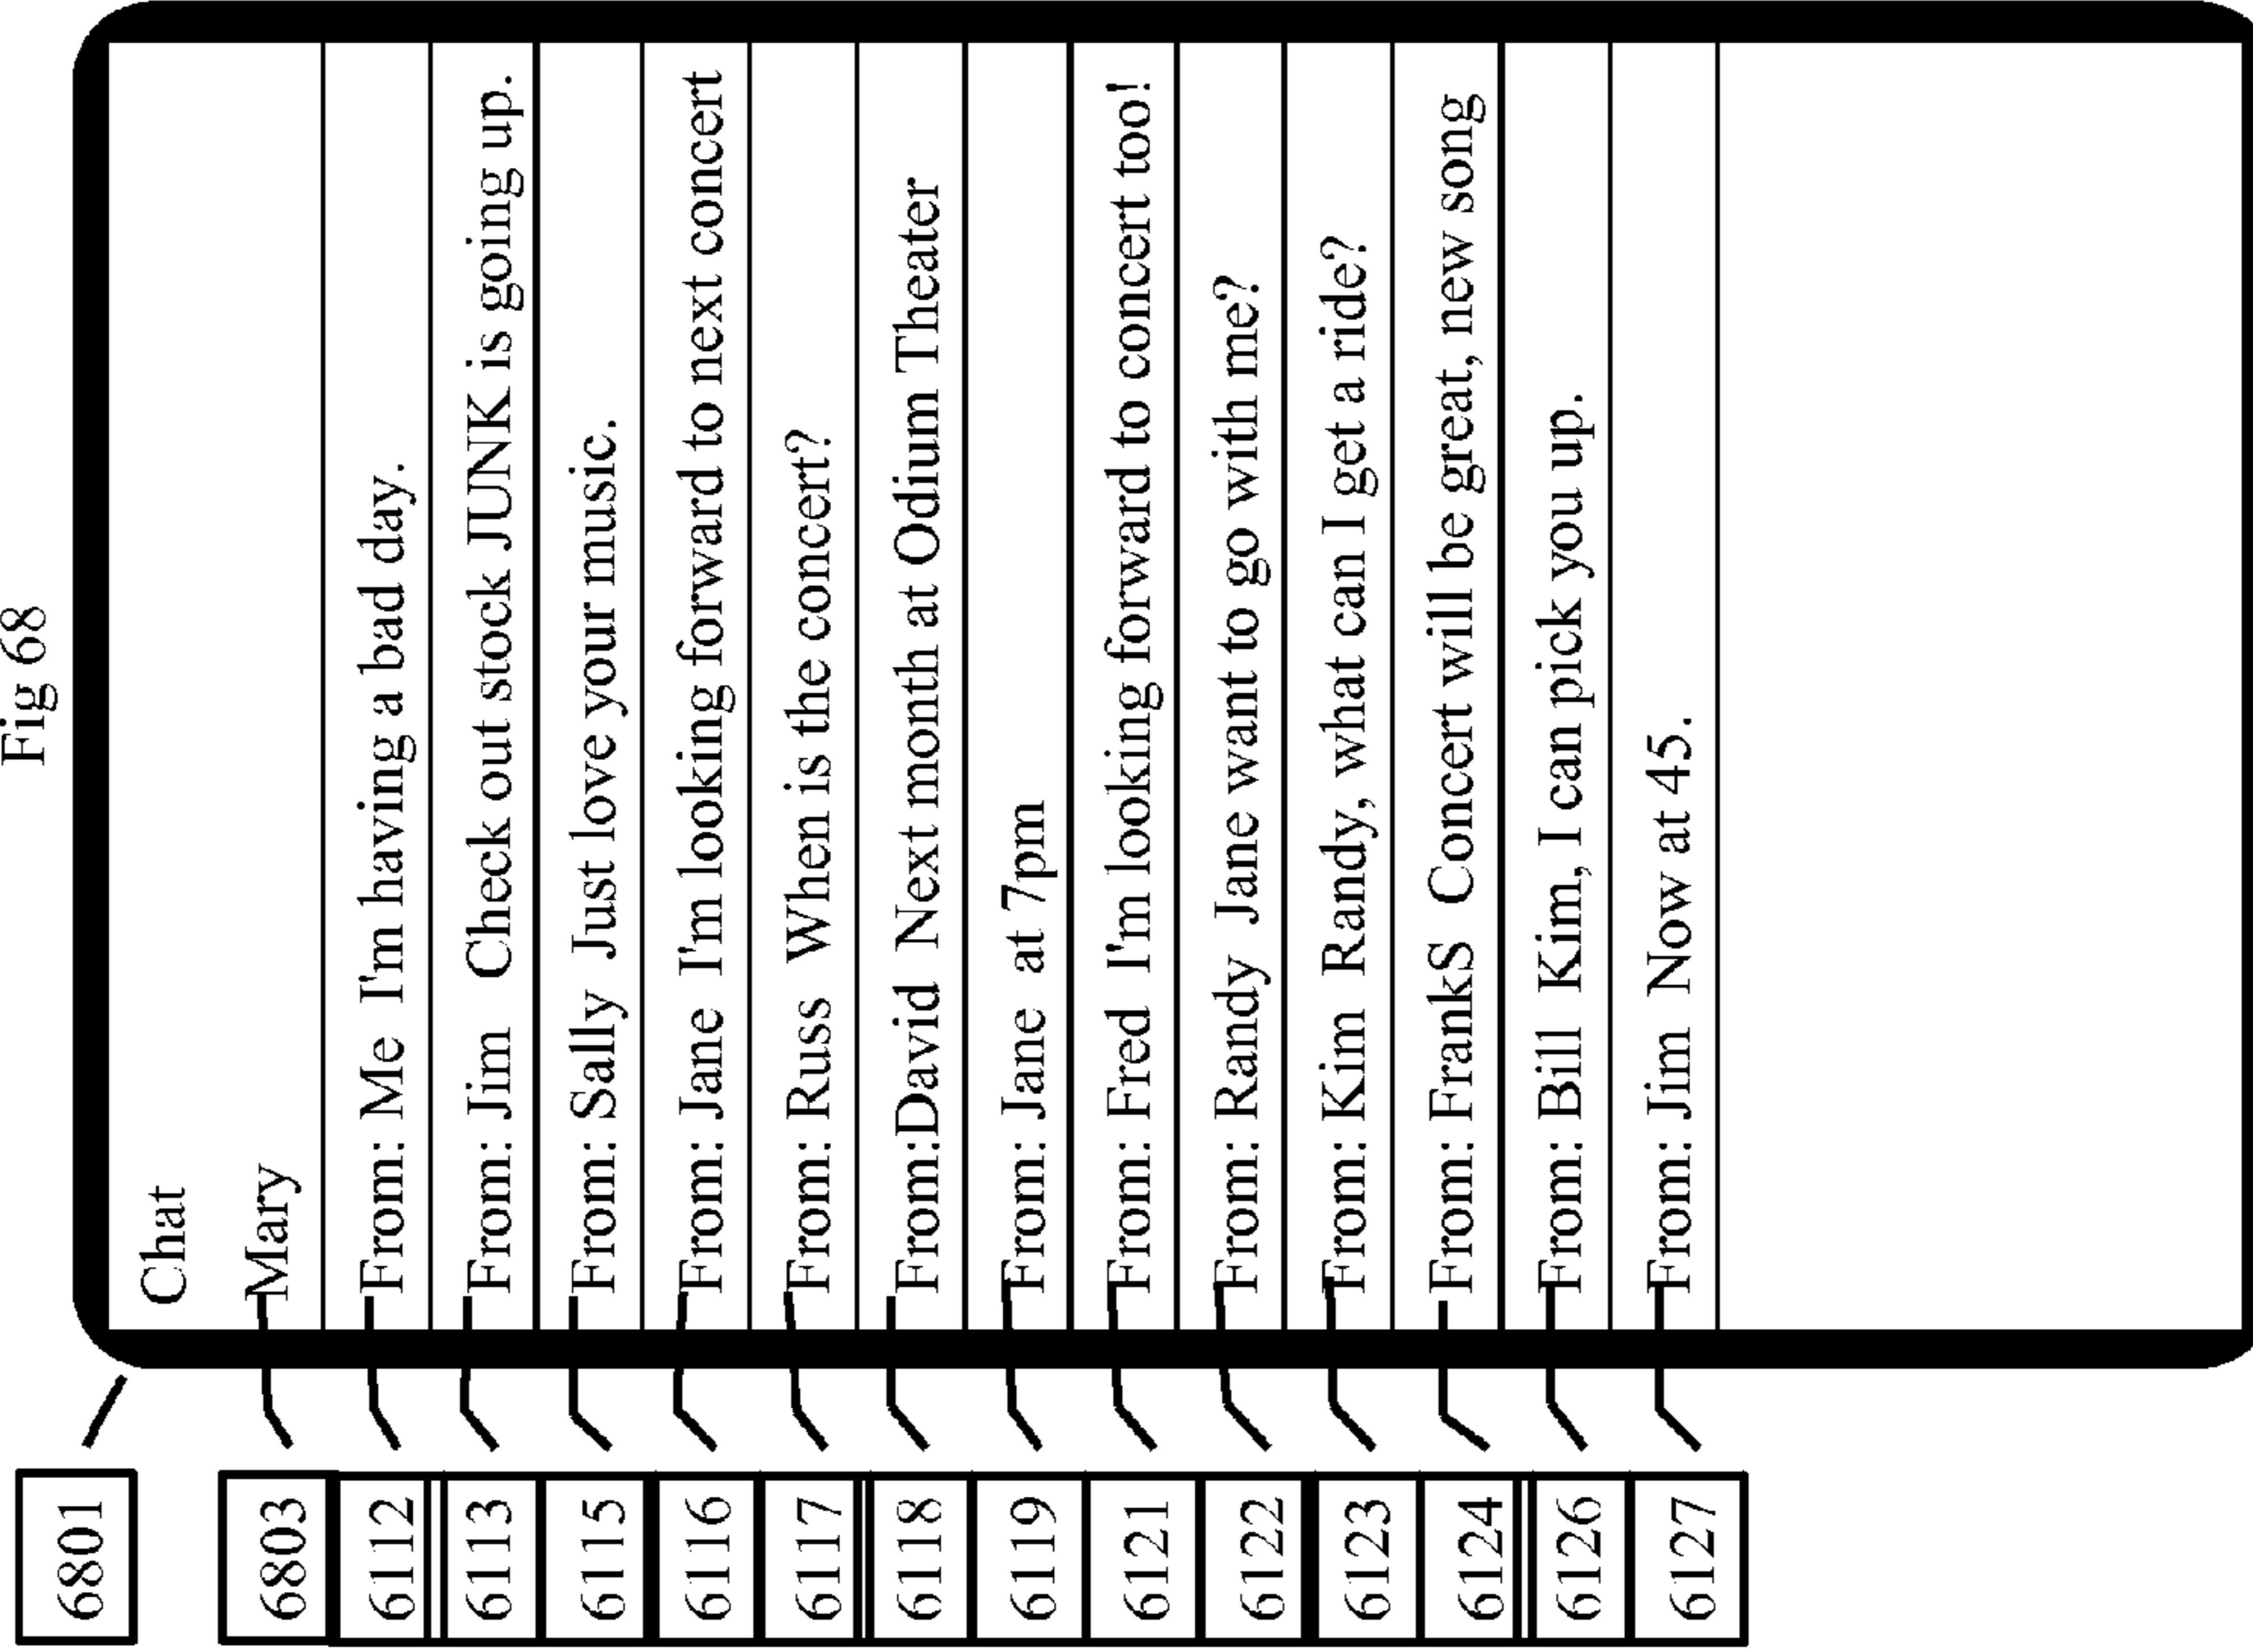 Fig 68
6801
Chat
6803 Mary
6112 From: Me I'm having a bad day.
6113 From: Jim Check out stock JUNK is going up.
6115 From: Sally Just love your music.
6116 From: Jane I'm looking forward to next concert
6117 From: Russ When is the concert?
6118 From:David Next month at Odium Theater
6119 From: Jane at 7pm
6121 From: Fred I'm looking forward to concert too!
6122 From: Randy Jane want to go with me?
6123 From: Kim Randy, what can I get a ride?
6124 From: FrankS Concert will be great, new song
6126 From: Bill Kim, I can pick you up.
6127 From: Jim Now at 45.